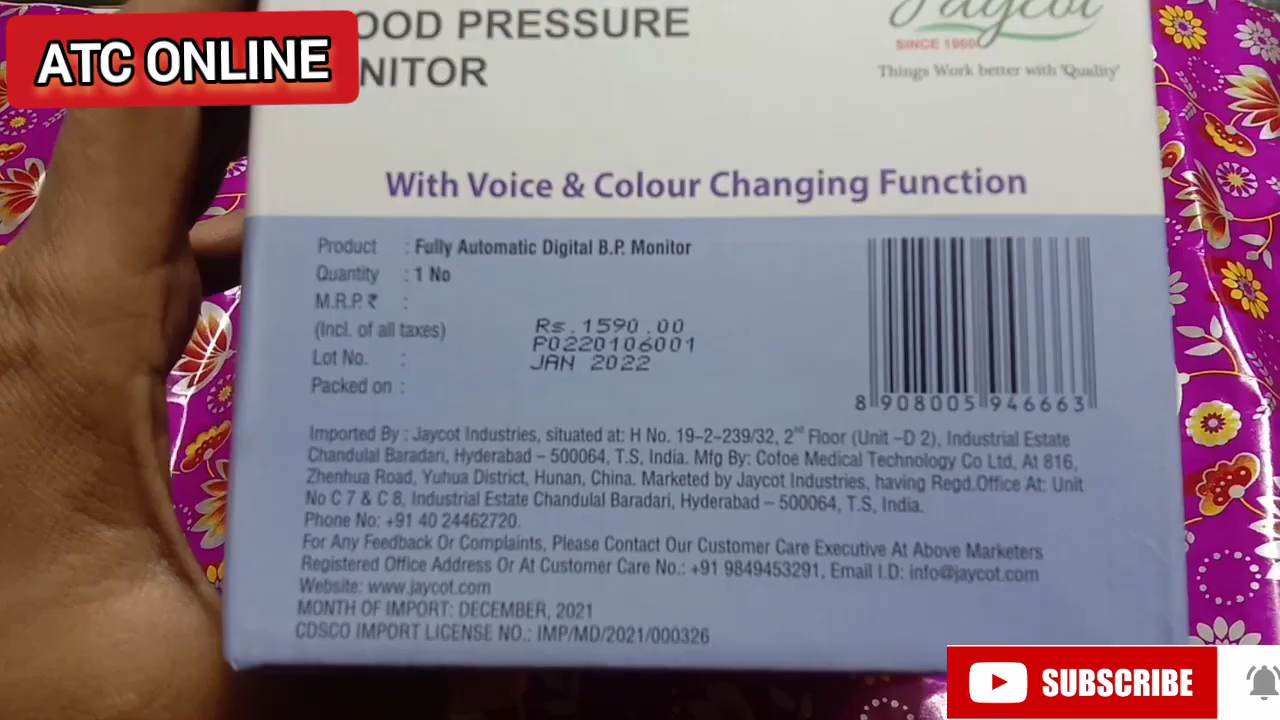 ATC ONLINE
OOD PRESSURE
NITOR
Jaycot
SINCE 1960
Things Work better with 'Quality'
With Voice & Colour Changing Function
Product : Fully Automatic Digital B.P. Monitor
Quantity : 1 No
M.R.P. ₹ :
(Incl. of all taxes) Rs.1590.00
P0220106001
Lot No. : JAN 2022
Packed on :
8 908005 946663
Imported By : Jaycot Industries, situated at: H No. 19-2-239/32, 2nd Floor (Unit -D 2), Industrial Estate
Chandulal Baradari, Hyderabad – 500064, T.S, India. Mfg By: Cofoe Medical Technology Co Ltd, At 816,
Zhenhua Road, Yuhua District, Hunan, China. Marketed by Jaycot Industries, having Regd.Office At: Unit
No C 7 & C 8, Industrial Estate Chandulal Baradari, Hyderabad – 500064, T.S, India.
Phone No: +91 40 24462720.
For Any Feedback Or Complaints, Please Contact Our Customer Care Executive At Above Marketers
Registered Office Address Or At Customer Care No.: +91 9849453291, Email I.D: info@jaycot.com
Website: www.jaycot.com
MONTH OF IMPORT: DECEMBER, 2021
CDSCO IMPORT LICENSE NO.: IMP/MD/2021/000326
SUBSCRIBE